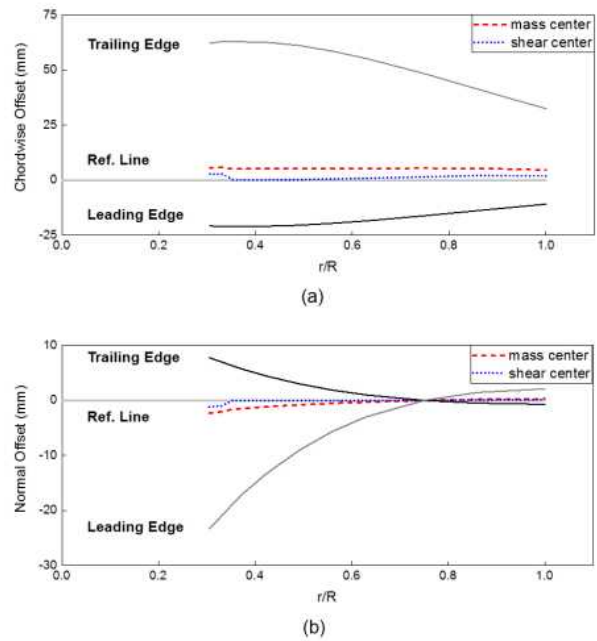 75
mass center
shear center
Trailing Edge
50
Chordwise Offset (mm)
25
Ref. Line
0
Leading Edge
-25
0.0 0.2 0.4 0.6 0.8 1.0
r/R
(a)
10
mass center
shear center
Trailing Edge
0
Ref. Line
Normal Offset (mm)
-10
-20
Leading Edge
-30
0.0 0.2 0.4 0.6 0.8 1.0
r/R
(b)